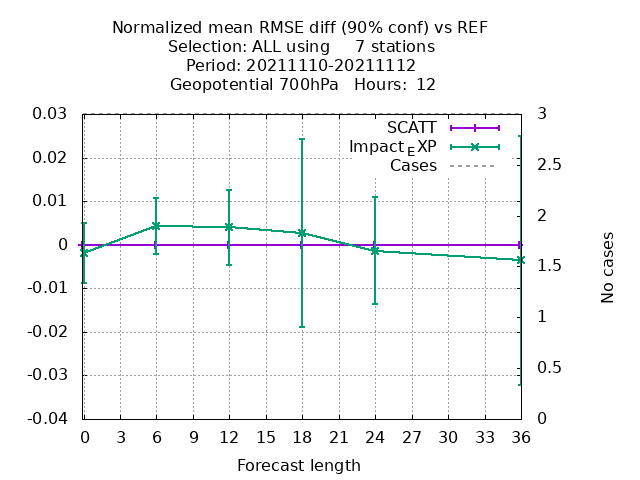 Normalized mean RMSE diff (90% conf) vs REF
Selection: ALL using     7 stations
Period: 20211110-20211112
Geopotential 700hPa   Hours:  12
SCATT
Impact_EXP
Cases
0.03
0.02
0.01
0
-0.01
-0.02
-0.03
-0.04
3
2.5
2
1.5
1
0.5
0
No cases
0 3 6 9 12 15 18 21 24 27 30 33 36
Forecast length